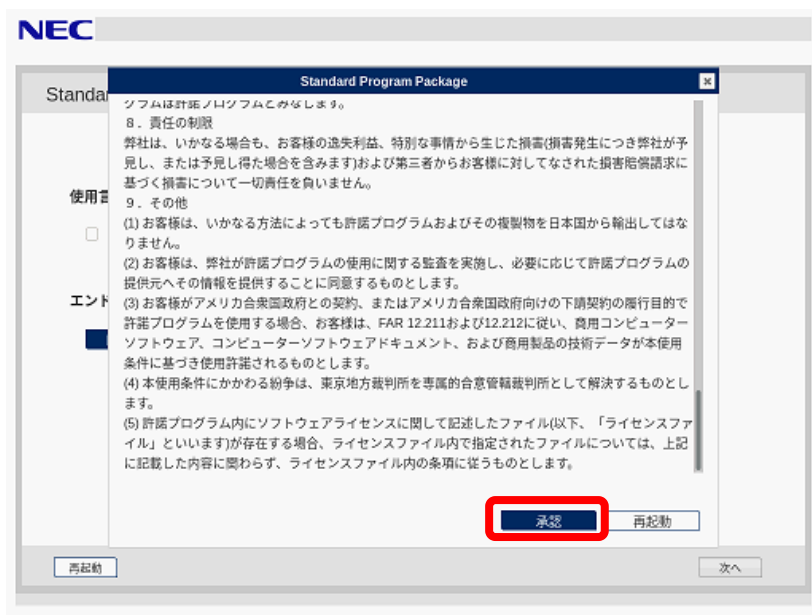 NEC
Standard Program Package
Standar
グラムは許諾プログラムとみなします。
8．責任の制限
弊社は、いかなる場合も、お客様の逸失利益、特別な事情から生じた損害(損害発生につき弊社が予
見し、または予見し得た場合を含みます)および第三者からお客様に対してなされた損害賠償請求に
基づく損害について一切責任を負いません。
9．その他
(1) お客様は、いかなる方法によっても許諾プログラムおよびその複製物を日本国から輸出してはな
りません。
(2) お客様は、弊社が許諾プログラムの使用に関する監査を実施し、必要に応じて許諾プログラムの
提供元へその情報を提供することに同意するものとします。
(3) お客様がアメリカ合衆国政府との契約、またはアメリカ合衆国政府向けの下請契約の履行目的で
許諾プログラムを使用する場合、お客様は、FAR 12.211および12.212に従い、商用コンピューター
ソフトウェア、コンピューターソフトウェアドキュメント、および商用製品の技術データが本使用
条件に基づき使用許諾されるものとします。
(4) 本使用条件にかかわる紛争は、東京地方裁判所を専属的合意管轄裁判所として解決するものとし
ます。
(5) 許諾プログラム内にソフトウェアライセンスに関して記述したファイル(以下、「ライセンスファ
イル」といいます)が存在する場合、ライセンスファイル内で指定されたファイルについては、上記
に記載した内容に関わらず、ライセンスファイル内の条項に従うものとします。
使用言
エンド
承認
再起動
再起動
次へ